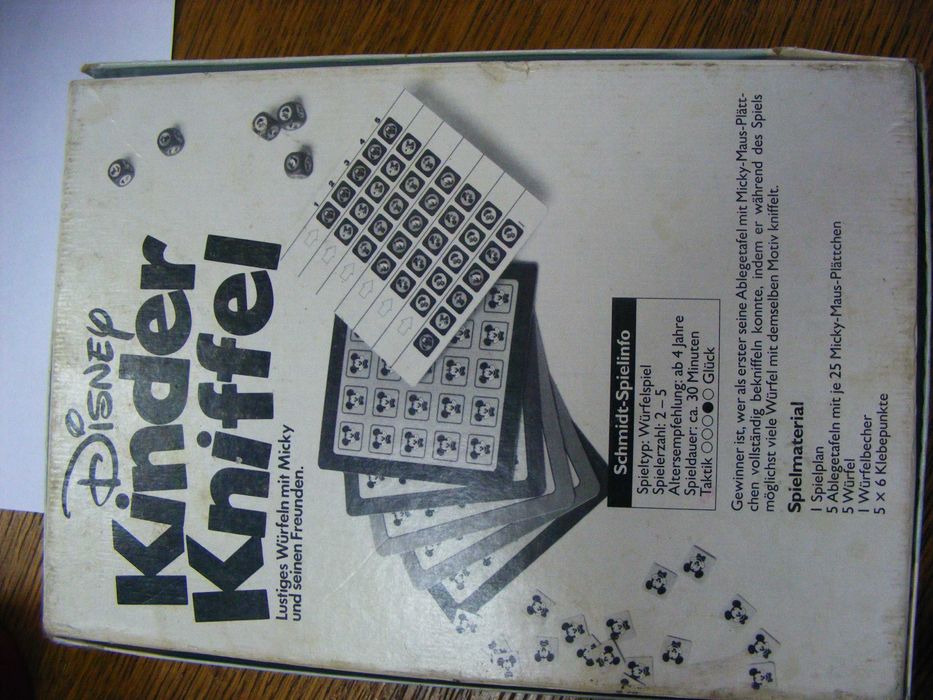 DISNEY
Kinder
Kniffel
Lustiges Würfeln mit Micky
und seinen Freunden.
Schmidt-Spielinfo
Spieltyp: Würfelspiel
Spielerzahl: 2 – 5
Altersempfehlung: ab 4 Jahre
Spieldauer: ca. 30 Minuten
Taktik ○○○●○ Glück
Gewinner ist, wer als erster seine Ablegetafel mit Micky-Maus-Plätt-
chen vollständig bekniffeln konnte, indem er während des Spiels
möglichst viele Würfel mit demselben Motiv kniffelt.
Spielmaterial
1 Spielplan
5 Ablegetafeln mit je 25 Micky-Maus-Plättchen
5 Würfel
1 Würfelbecher
5 x 6 Klebepunkte